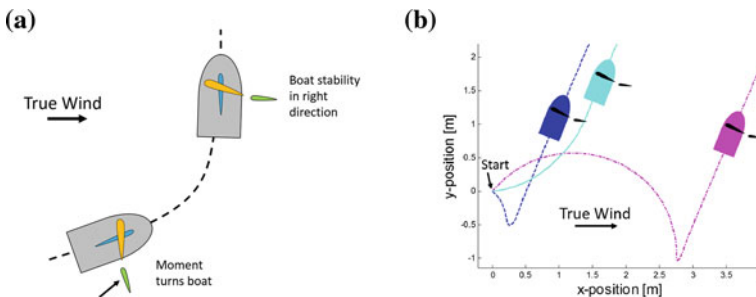 (a)
True Wind
Boat stability
in right
direction
Moment
turns boat
(b)
y-position [m]
2
1.5
1
0.5
0
-0.5
-1
Start
True Wind
0
0.5
1
1.5
2
2.5
3
3.5
x-position [m]